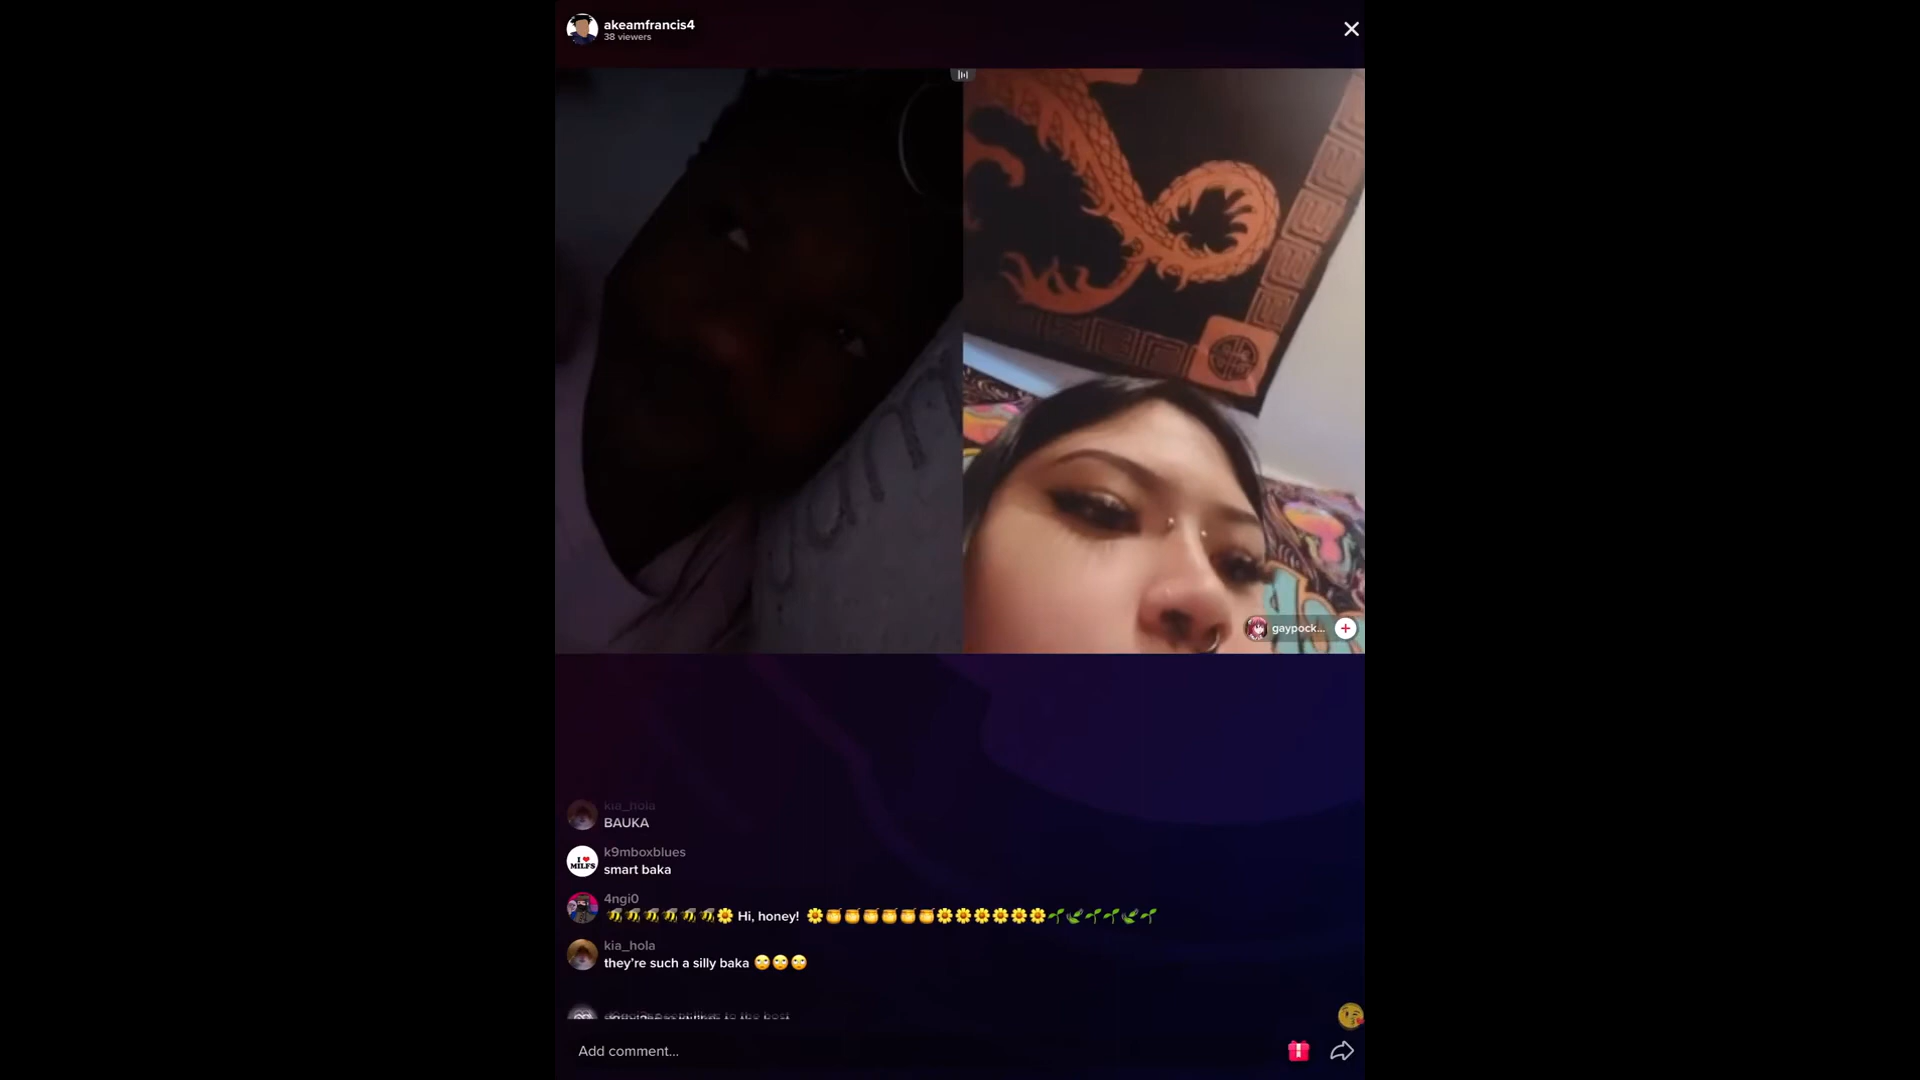 akeamfrancis4
38 viewers
gaypock...
kia_hola
BAUKA
k9mboxblues
I ❤ MILFS
smart baka
4ngi0
🐝🐝🐝🐝🐝🐝🌼 Hi, honey! 🌼🍯🍯🍯🍯🍯🍯🌼🌼🌼🌼🌼🌼🌱🌿🌱🌱🌿🌱
kia_hola
they're such a silly baka 🙄🙄🙄
Add comment...